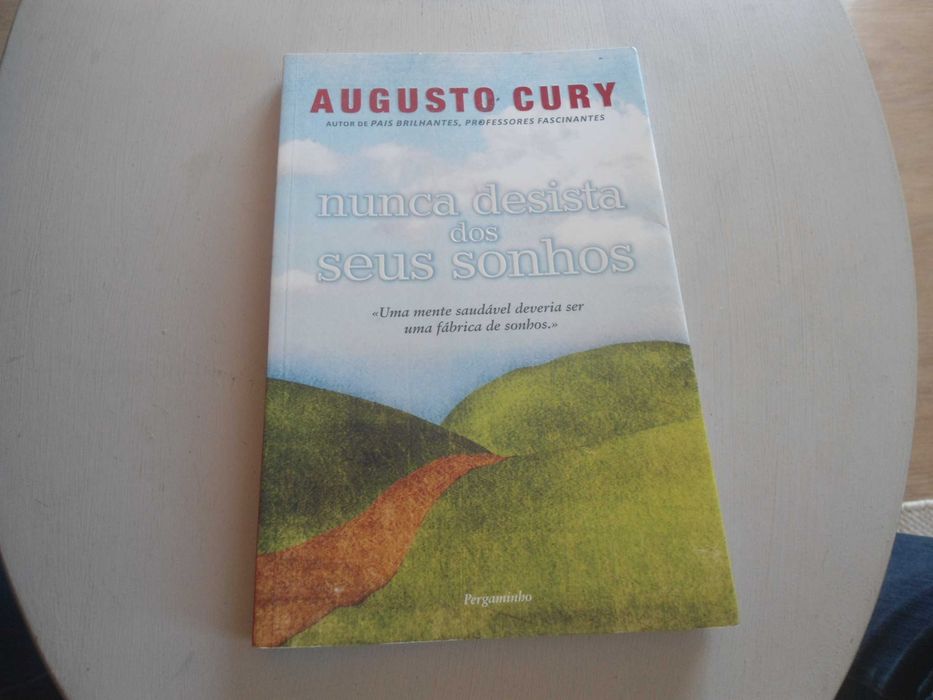 AUGUSTO CURY
AUTOR DE PAIS BRILHANTES, PROFESSORES FASCINANTES
nunca desista
dos
seus sonhos
«Uma mente saudável deveria ser
uma fábrica de sonhos.»
Pergaminho